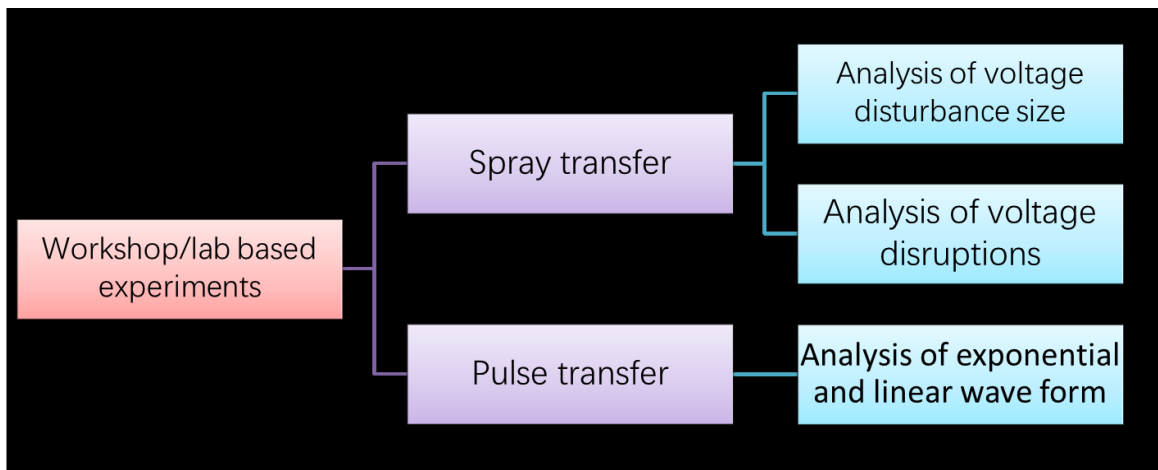 Workshop/lab based
experiments
Spray transfer
Pulse transfer
Analysis of voltage
disturbance size
Analysis of voltage
disruptions
Analysis of exponential
and linear wave form